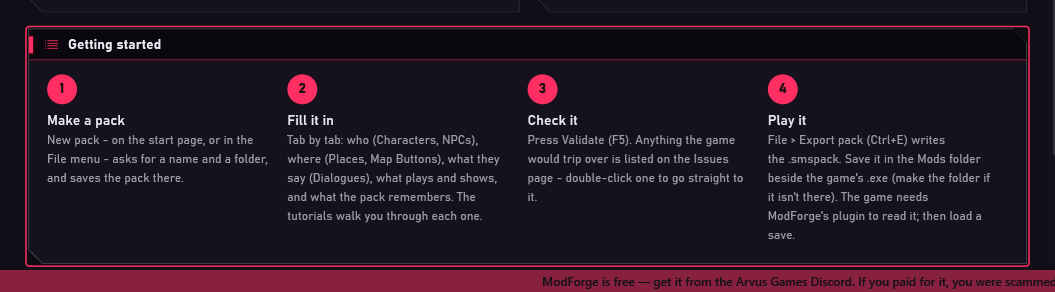 Getting started
1
Make a pack
New pack - on the start page, or in the
File menu - asks for a name and a folder,
and saves the pack there.
2
Fill it in
Tab by tab: who (Characters, NPCs),
where (Places, Map Buttons), what they
say (Dialogues), what plays and shows,
and what the pack remembers. The
tutorials walk you through each one.
3
Check it
Press Validate (F5). Anything the game
would trip over is listed on the Issues
page - double-click one to go straight to
it.
4
Play it
File > Export pack (Ctrl+E) writes
the .smspack. Save it in the Mods folder
beside the game's .exe (make the folder if
it isn't there). The game needs
ModForge's plugin to read it; then load a
save.
ModForge is free — get it from the Arvus Games Discord. If you paid for it, you were scammed